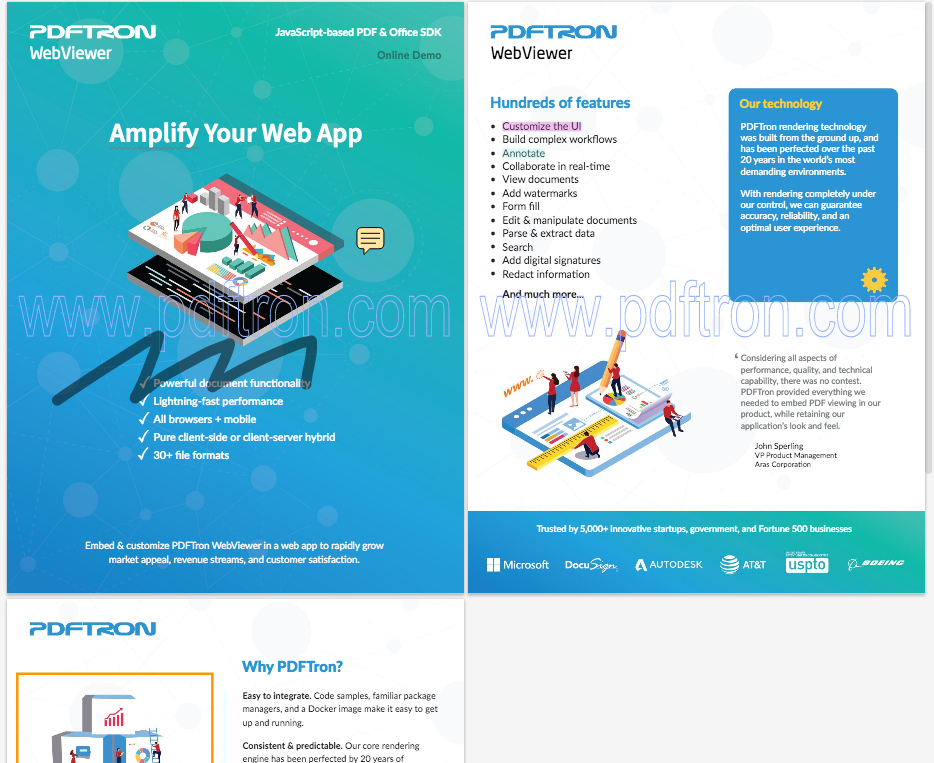 PDFTRON
WebViewer
JavaScript-based PDF & Office SDK
Online Demo
Amplify Your Web App
www.pdftron.com
Powerful document functionality
Lightning-fast performance
All browsers + mobile
Pure client-side or client-server hybrid
30+ file formats
Embed & customize PDFTron WebViewer in a web app to rapidly grow
market appeal, revenue streams, and customer satisfaction.
PDFTRON
WebViewer
Hundreds of features
• Customize the UI
• Build complex workflows
• Annotate
• Collaborate in real-time
• View documents
• Add watermarks
• Form fill
• Edit & manipulate documents
• Parse & extract data
• Search
• Add digital signatures
• Redact information
And much more...
Our technology
PDFTron rendering technology
was built from the ground up, and
has been perfected over the past
20 years in the world's most
demanding environments.
With rendering completely under
our control, we can guarantee
accuracy, reliability, and an
optimal user experience.
www.pdftron.com
www.
‘ Considering all aspects of
performance, quality, and technical
capability, there was no contest.
PDFTron provided everything we
needed to embed PDF viewing in our
product, while retaining our
application's look and feel.
John Sperling
VP Product Management
Aras Corporation
Trusted by 5,000+ innovative startups, government, and Fortune 500 businesses
Microsoft
DocuSign
AUTODESK
AT&T
uspto
BOEING
PDFTRON
Why PDFTron?
Easy to integrate. Code samples, familiar package
managers, and a Docker image make it easy to get
up and running.
Consistent & predictable. Our core rendering
engine has been perfected by 20 years of